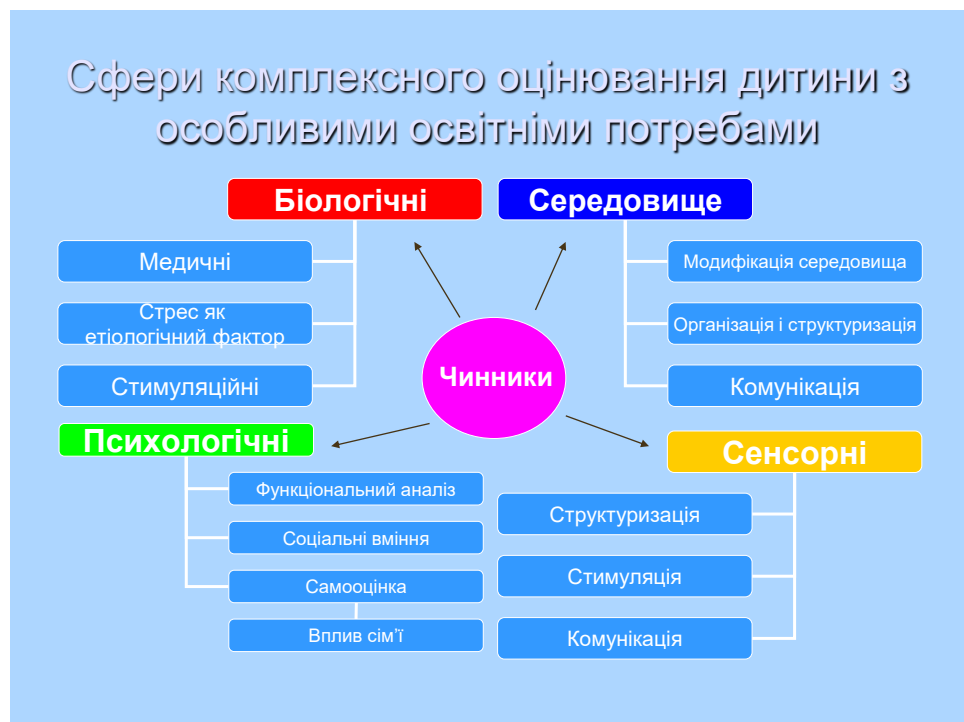 Сфери комплексного оцінювання дитини з
особливими освітніми потребами
Біологічні
Медичні
Стрес як
етіологічний фактор
Стимуляційні
Середовище
Модифікація середовища
Організація і структуризація
Комунікація
Чинники
Психологічні
Функціональний аналіз
Соціальні вміння
Самооцінка
Вплив сім’ї
Сенсорні
Структуризація
Стимуляція
Комунікація